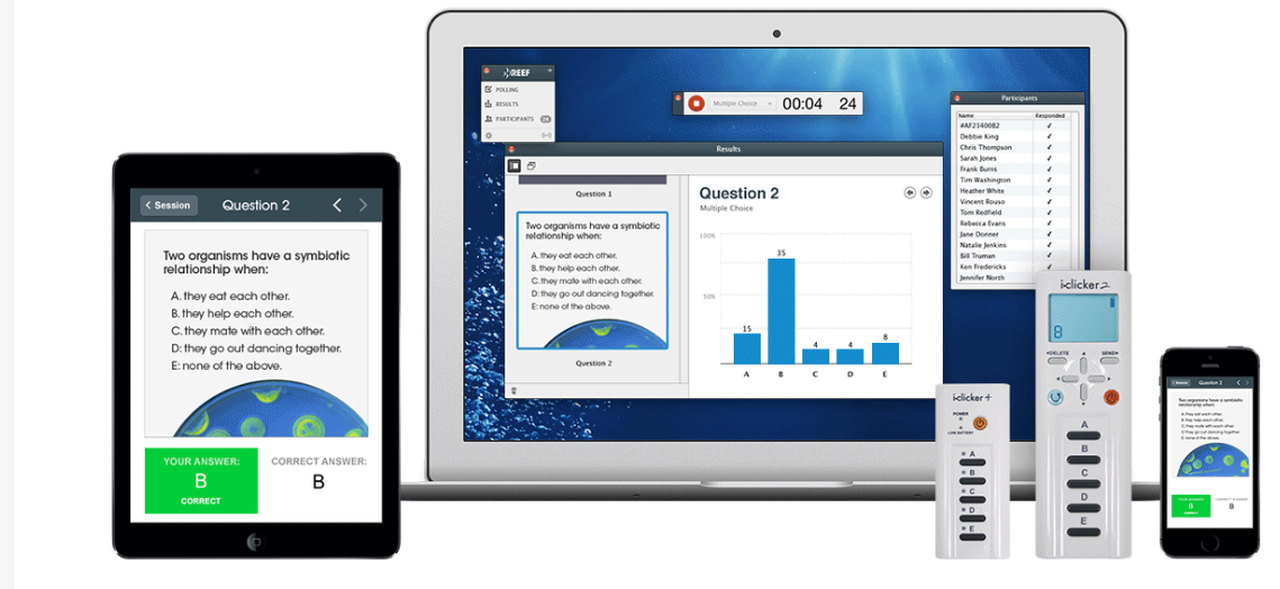 Session
Question 2
Two organisms have a symbiotic
relationship when:
A. they eat each other.
B. they help each other.
C. they mate with each other.
D: they go out dancing together.
E: none of the above.
YOUR ANSWER:
B
CORRECT
CORRECT ANSWER:
B
REEF
POLLING
RESULTS
PARTICIPANTS 24
Multiple Choice
00:04
24
Results
Question 1
Two organisms have a symbiotic
relationship when:
A. they eat each other.
B. they help each other.
C. they mate with each other.
D: they go out dancing together.
E: none of the above.
Question 2
Question 2
Multiple Choice
100%
50%
15
35
4
4
8
A B C D E
Participants
Name Responded
#AF23400B2
Debbie King
Chris Thompson
Sarah Jones
Frank Burns
Tim Washington
Heather White
Vincent Rouso
Tom Redfield
Rebecca Evans
Jane Donner
Natalie Jenkins
Bill Truman
Ken Fredericks
Jennifer North
i>clicker+
POWER
LOW BATTERY
A
B
C
D
E
i>clicker2
B
DELETE
SEND
A
B
C
D
E
Session
Question 2
Two organisms have a symbiotic
relationship when:
A. they eat each other.
B. they help each other.
C. they mate with each other.
D: they go out dancing together.
E: none of the above.
YOUR ANSWER:
B
CORRECT
CORRECT ANSWER:
B